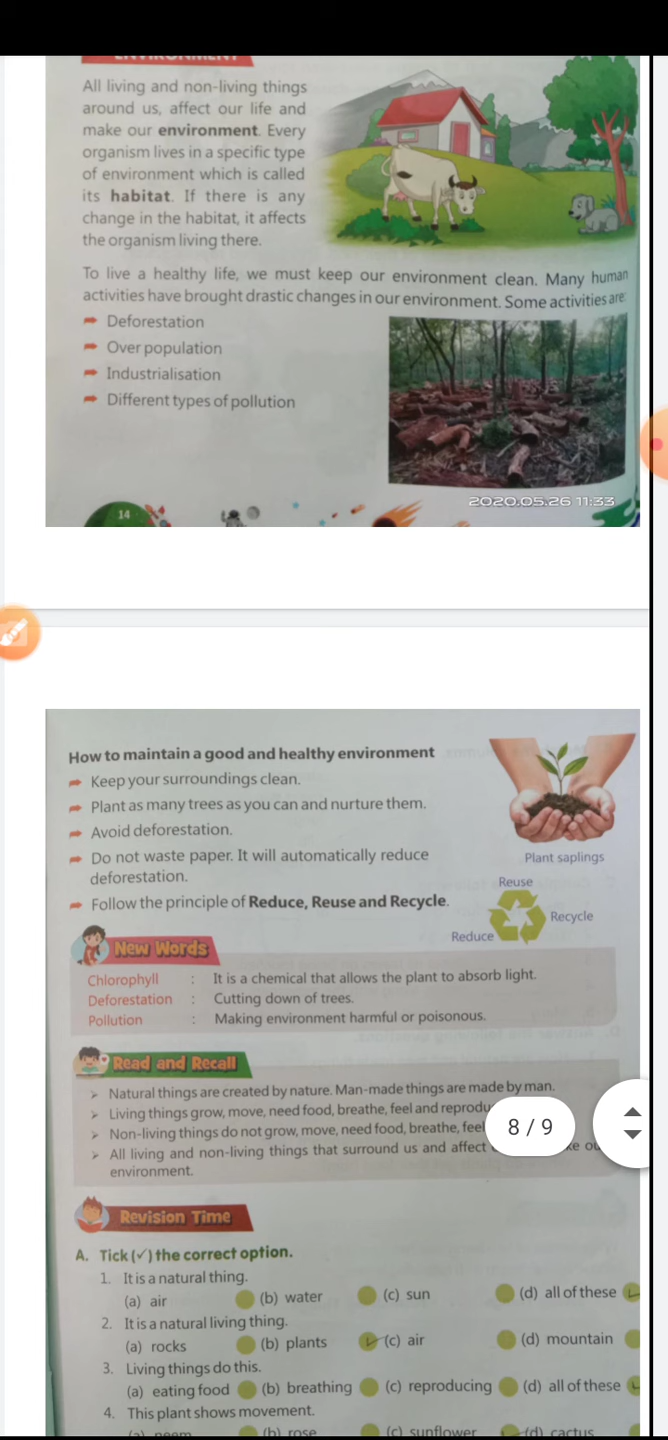 ENVIRONMENT
All living and non-living things
around us, affect our life and
make our environment. Every
organism lives in a specific type
of environment which is called
its habitat. If there is any
change in the habitat, it affects
the organism living there.
To live a healthy life, we must keep our environment clean. Many human
activities have brought drastic changes in our environment. Some activities are:
Deforestation
Over population
Industrialisation
Different types of pollution
2020.05.26 11:33
14
How to maintain a good and healthy environment
Keep your surroundings clean.
Plant as many trees as you can and nurture them.
Avoid deforestation.
Do not waste paper. It will automatically reduce
deforestation.
Follow the principle of Reduce, Reuse and Recycle.
Plant saplings
Reuse
Recycle
Reduce
New Words
Chlorophyll : It is a chemical that allows the plant to absorb light.
Deforestation : Cutting down of trees.
Pollution : Making environment harmful or poisonous.
Read and Recall
Natural things are created by nature. Man-made things are made by man.
Living things grow, move, need food, breathe, feel and reprodu
Non-living things do not grow, move, need food, breathe, feel
8 / 9
All living and non-living things that surround us and affect
environment.
Revision Time
A. Tick (✓) the correct option.
1. It is a natural thing.
(a) air (b) water (c) sun (d) all of these
2. It is a natural living thing.
(a) rocks (b) plants (c) air (d) mountain
3. Living things do this.
(a) eating food (b) breathing (c) reproducing (d) all of these
4. This plant shows movement.
(a) neem (b) rose (c) sunflower (d) cactus